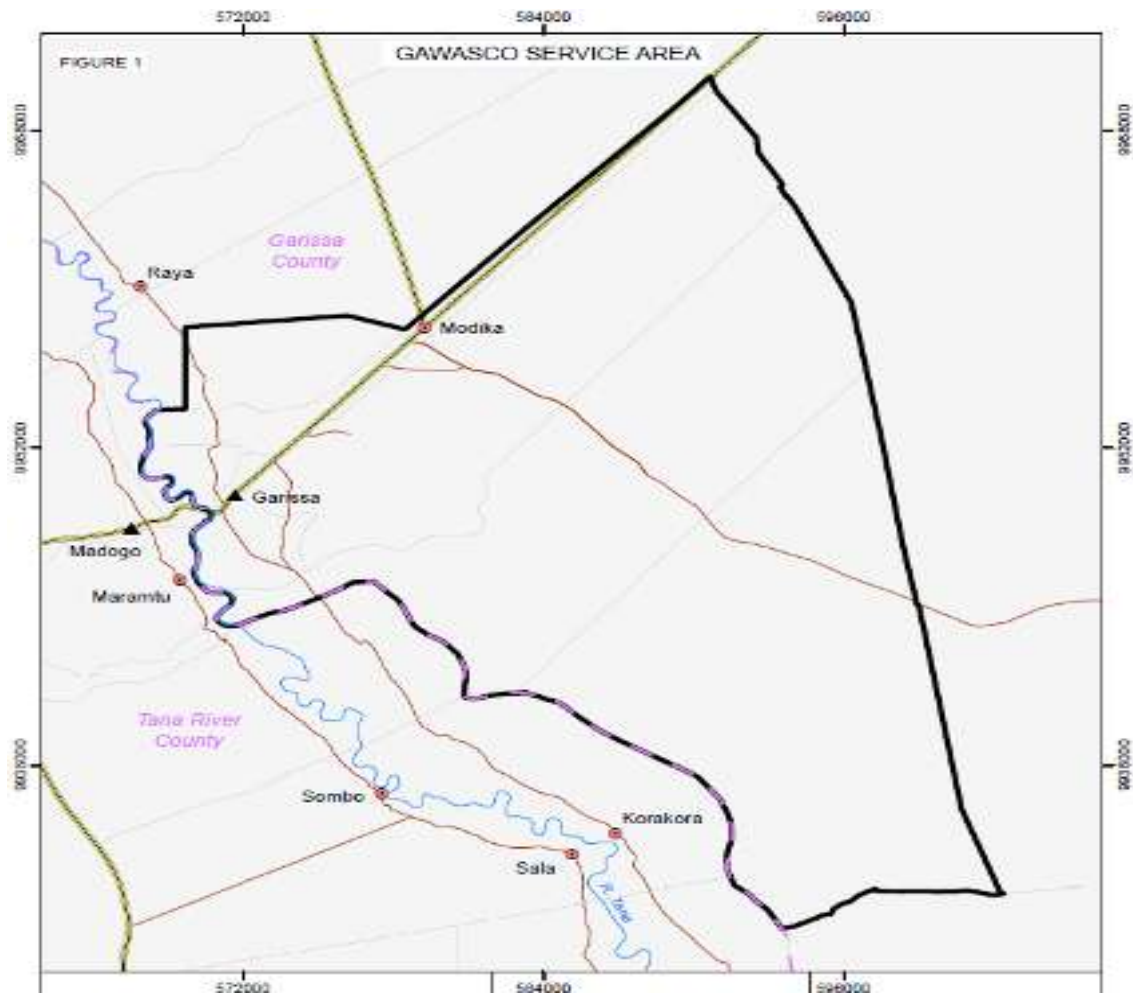 572000
584000
596000
FIGURE 1
GAWASCO SERVICE AREA
Garissa
County
Raya
Modika
Garissa
Madogo
Maramtu
Tana River
County
Sombo
Korakora
Sala
R. Tana
572000
584000
596000